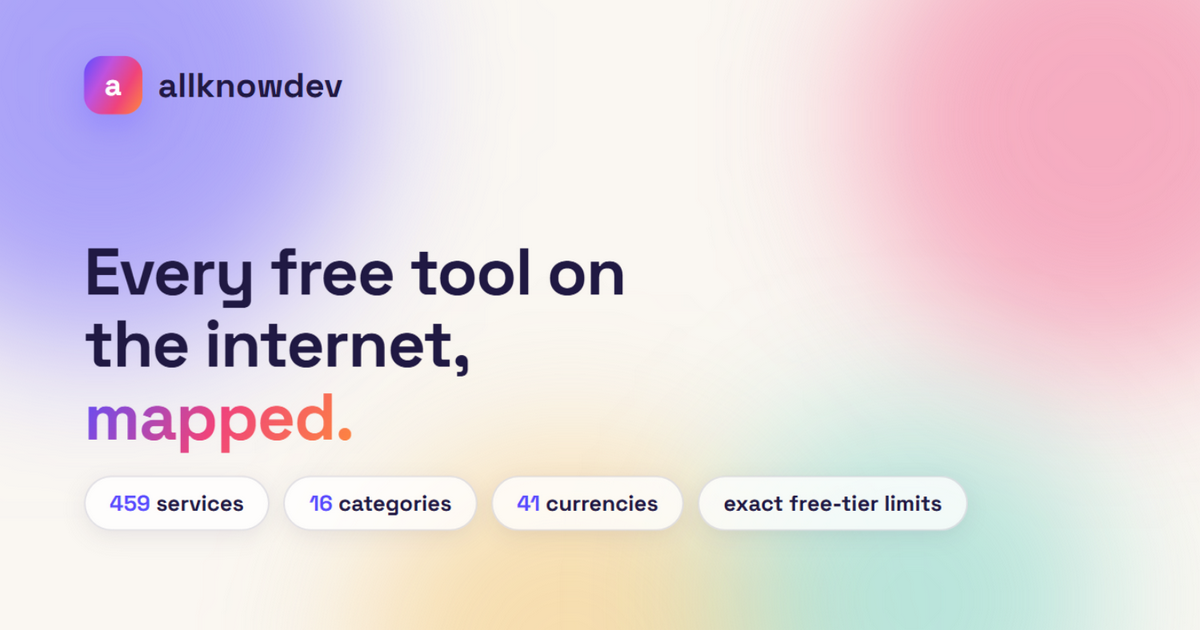 a allknowdev
Every free tool on
the internet,
mapped.
459 services 16 categories 41 currencies exact free-tier limits